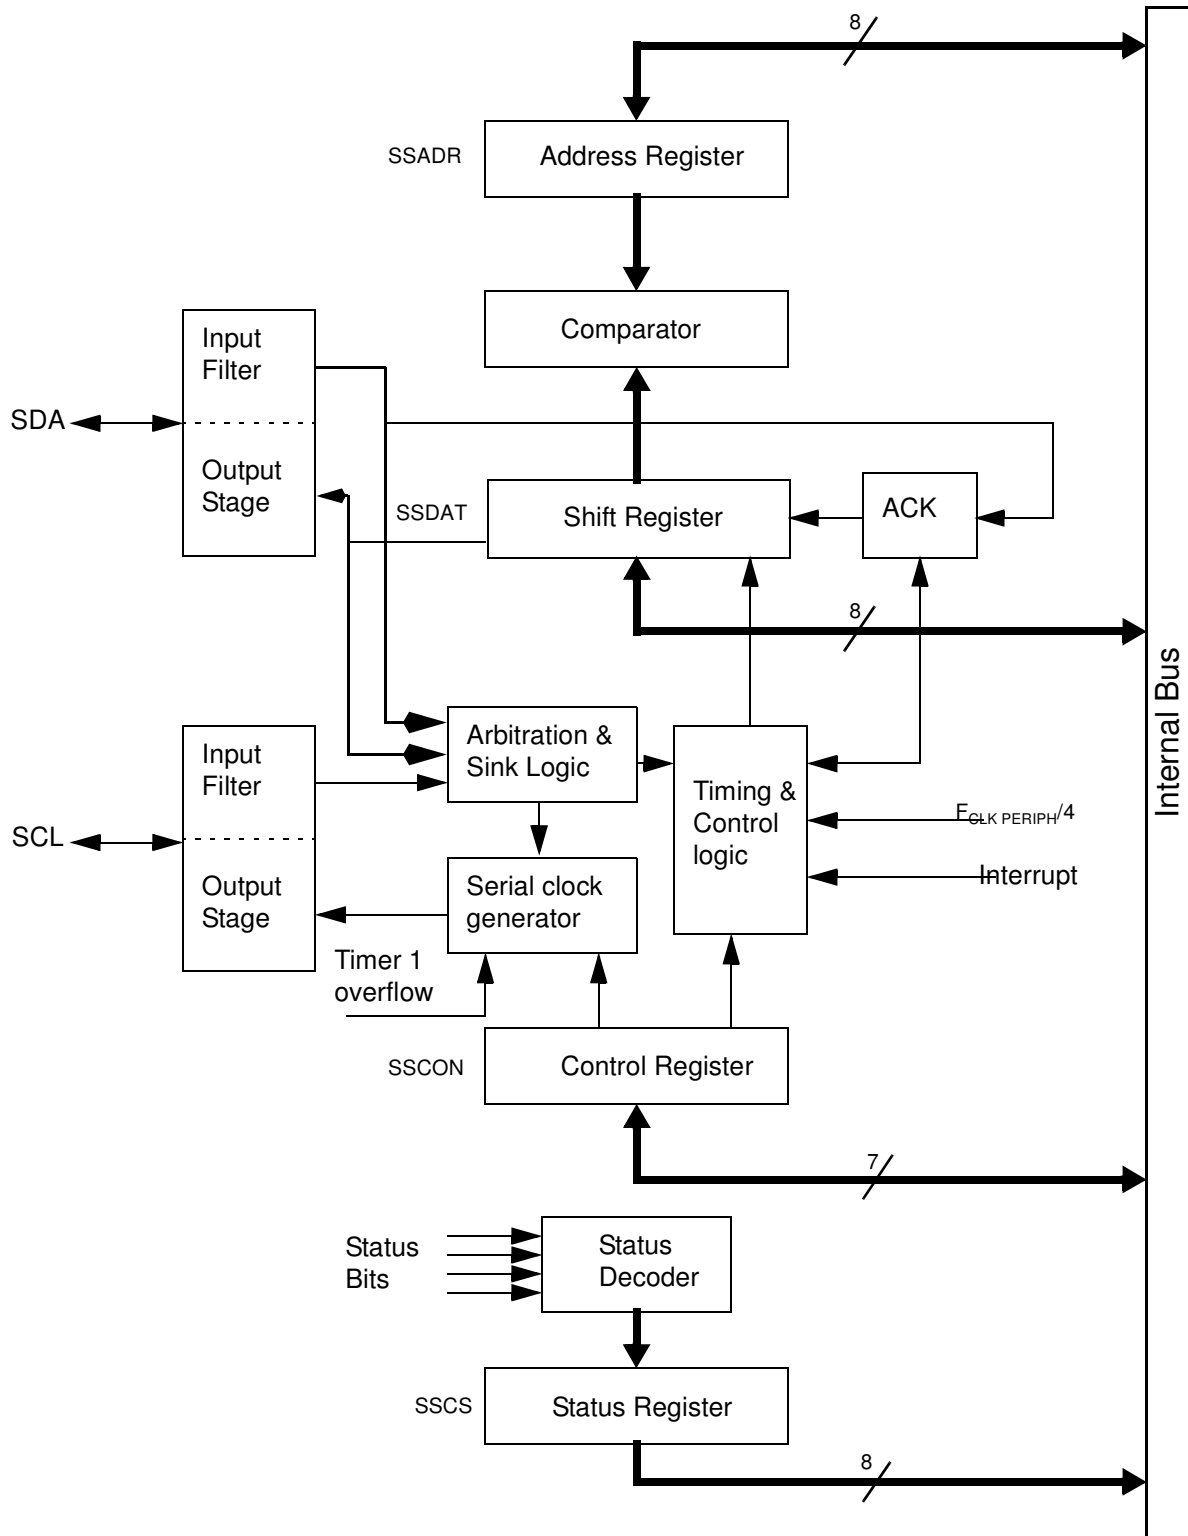 8
SSADR
Address Register
Comparator
Input
Filter
SDA
Output
Stage
SSDAT
Shift Register
ACK
8
Internal Bus
Input
Filter
Arbitration &
Sink Logic
Timing &
Control
logic
FCLK PERIPH/4
SCL
Output
Stage
Serial clock
generator
Interrupt
Timer 1
overflow
SSCON
Control Register
7
Status
Bits
Status
Decoder
SSCS
Status Register
8